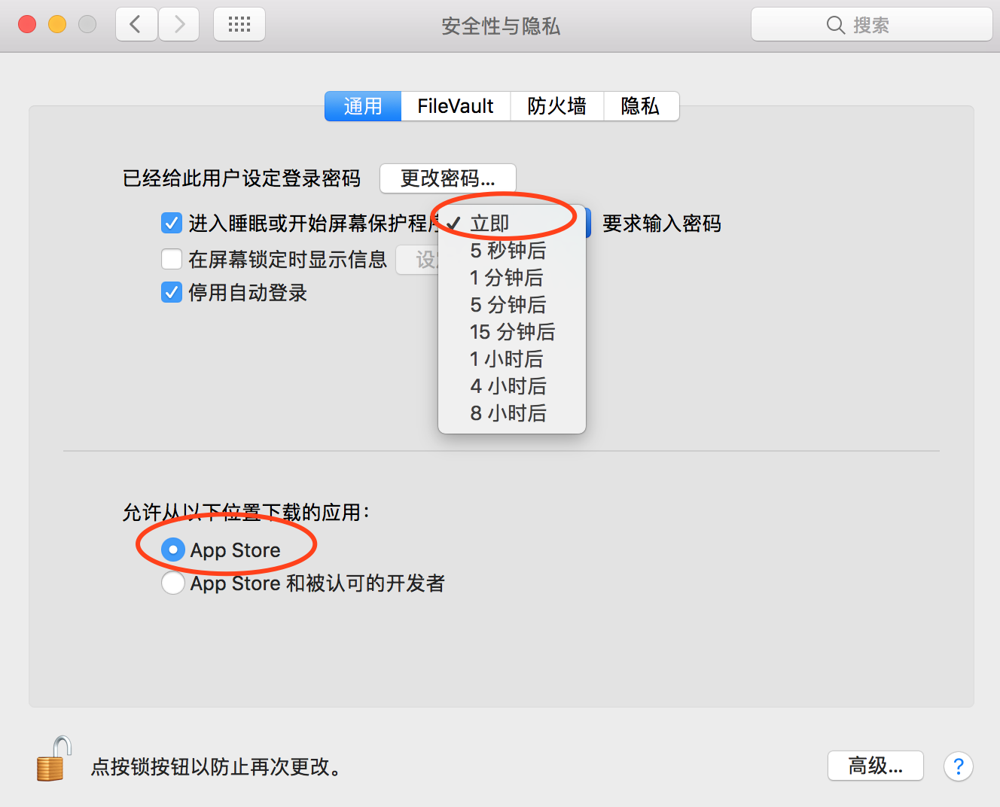 安全性与隐私
搜索
通用 FileVault 防火墙 隐私
已经给此用户设定登录密码 更改密码...
进入睡眠或开始屏幕保护程序 立即 要求输入密码
5 秒钟后
在屏幕锁定时显示信息 设
1 分钟后
停用自动登录
5 分钟后
15 分钟后
1 小时后
4 小时后
8 小时后
允许从以下位置下载的应用：
App Store
App Store 和被认可的开发者
点按锁按钮以防止再次更改。
高级... ?